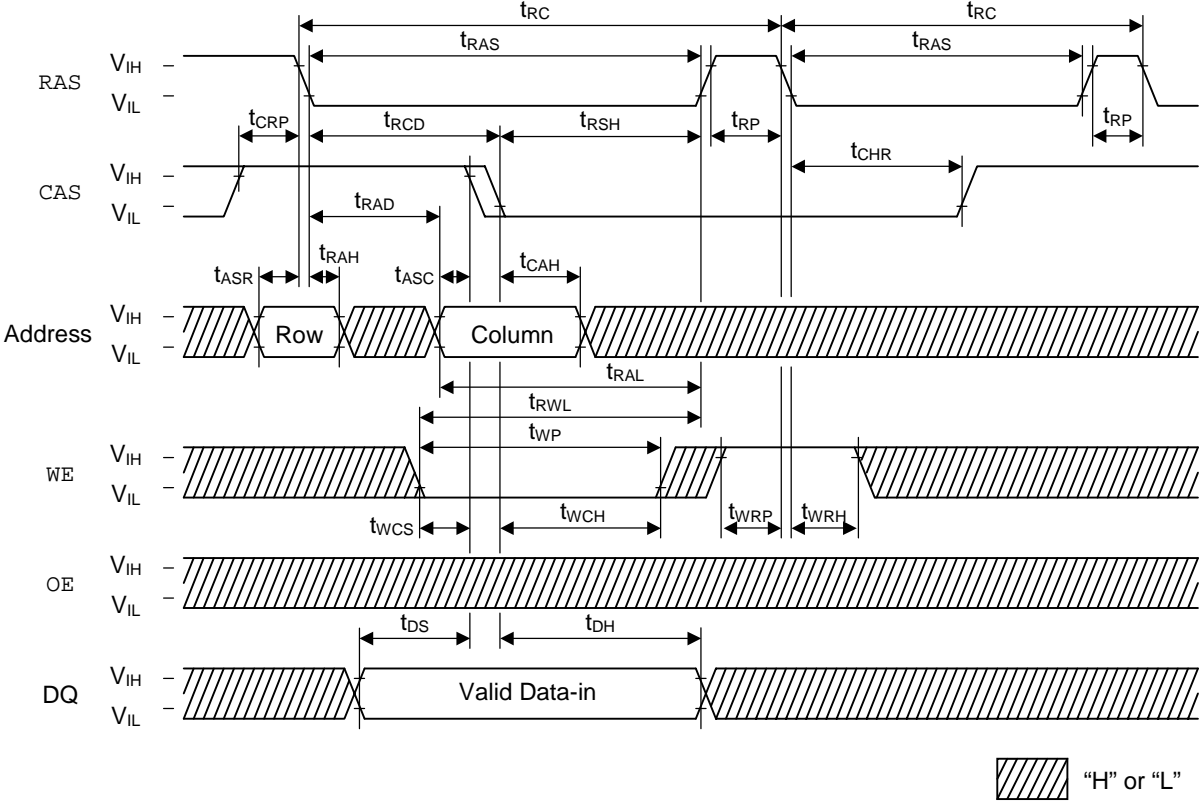 tRC tRC
tRAS tRAS
RAS VIH
VIL
tCRP tRCD tRSH tRP tRP
tCHR
CAS VIH
VIL
tRAD
tASR tRAH tASC tCAH
Address VIH
VIL
Row Column
tRAL
tRWL
tWP
WE VIH
VIL
tWCS tWCH tWRP tWRH
OE VIH
VIL
tDS tDH
DQ VIH
VIL
Valid Data-in
“H” or “L”